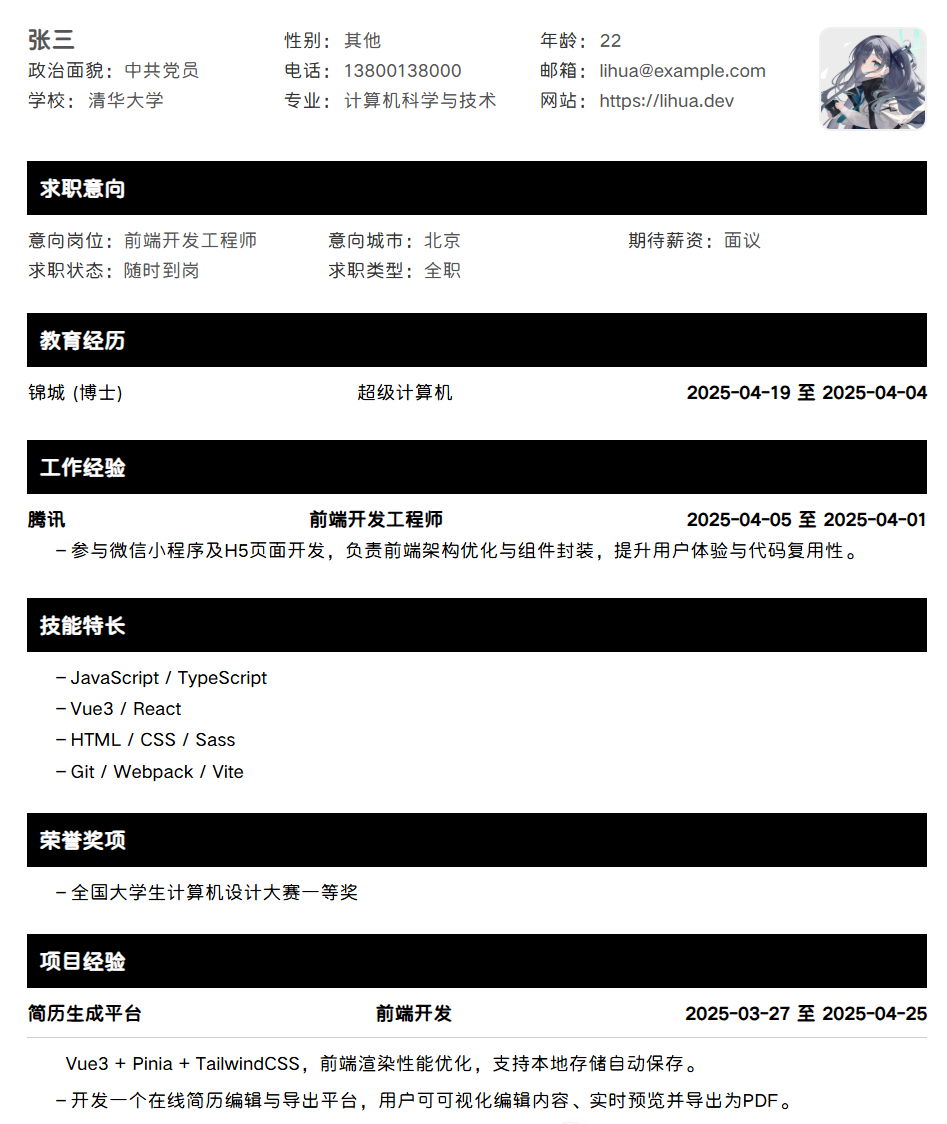 张三 性别：其他 年龄：22
政治面貌：中共党员 电话：13800138000 邮箱：lihua@example.com
学校：清华大学 专业：计算机科学与技术 网站：https://lihua.dev
求职意向
意向岗位：前端开发工程师 意向城市：北京 期待薪资：面议
求职状态：随时到岗 求职类型：全职
教育经历
锦城 (博士) 超级计算机 2025-04-19 至 2025-04-04
工作经验
腾讯 前端开发工程师 2025-04-05 至 2025-04-01
– 参与微信小程序及H5页面开发，负责前端架构优化与组件封装，提升用户体验与代码复用性。
技能特长
– JavaScript / TypeScript
– Vue3 / React
– HTML / CSS / Sass
– Git / Webpack / Vite
荣誉奖项
– 全国大学生计算机设计大赛一等奖
项目经验
简历生成平台 前端开发 2025-03-27 至 2025-04-25
Vue3 + Pinia + TailwindCSS，前端渲染性能优化，支持本地存储自动保存。
– 开发一个在线简历编辑与导出平台，用户可可视化编辑内容、实时预览并导出为PDF。